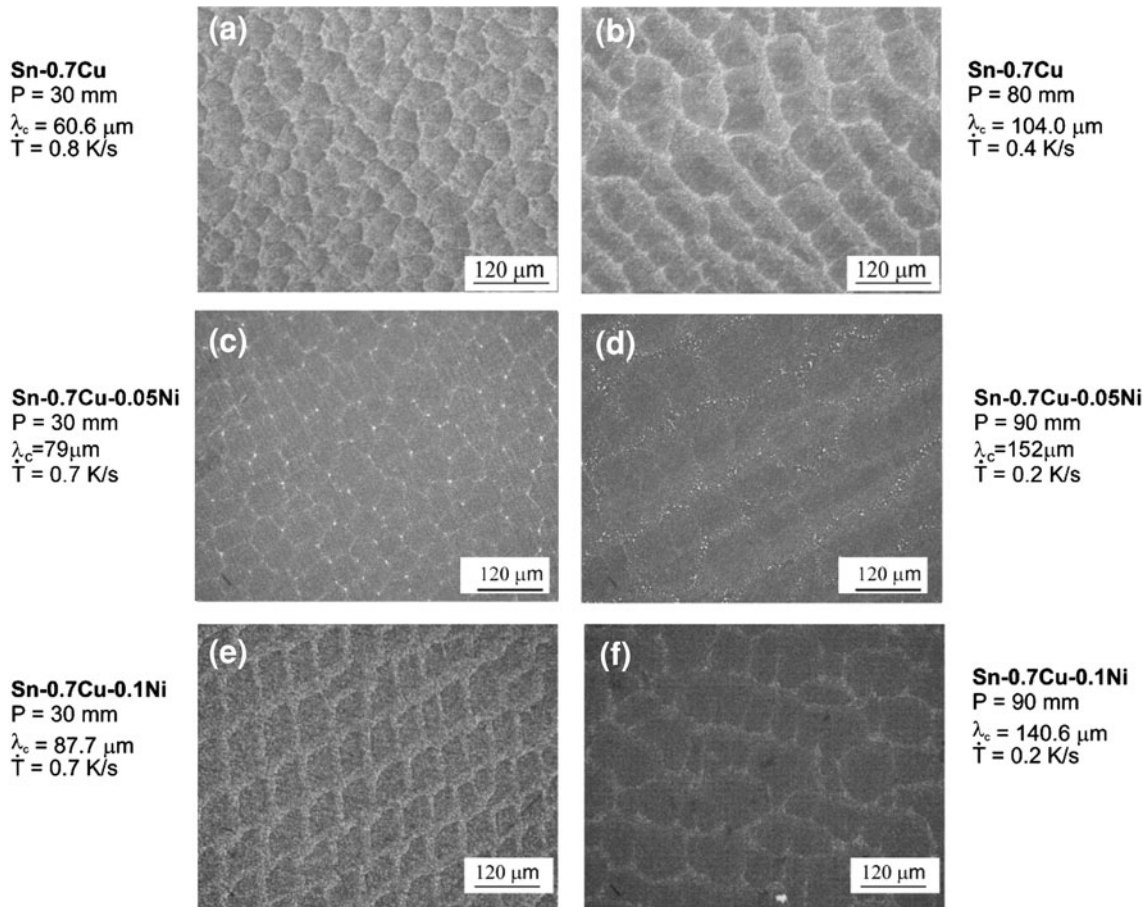 (a)
Sn-0.7Cu
P = 30 mm
λc = 60.6 μm
Ṫ = 0.8 K/s
120 μm
(b)
Sn-0.7Cu
P = 80 mm
λc = 104.0 μm
Ṫ = 0.4 K/s
120 μm
(c)
Sn-0.7Cu-0.05Ni
P = 30 mm
λc=79μm
Ṫ = 0.7 K/s
120 μm
(d)
Sn-0.7Cu-0.05Ni
P = 90 mm
λc=152μm
Ṫ = 0.2 K/s
120 μm
(e)
Sn-0.7Cu-0.1Ni
P = 30 mm
λc = 87.7 μm
Ṫ = 0.7 K/s
120 μm
(f)
Sn-0.7Cu-0.1Ni
P = 90 mm
λc = 140.6 μm
Ṫ = 0.2 K/s
120 μm